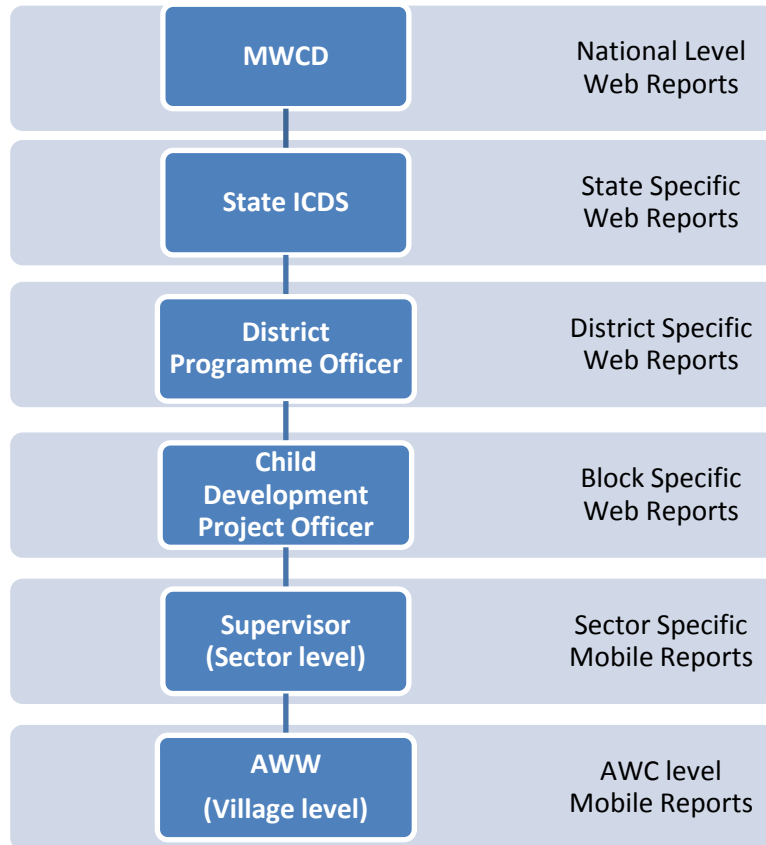 MWCD
National Level
Web Reports
State ICDS
State Specific
Web Reports
District
Programme Officer
District Specific
Web Reports
Child
Development
Project Officer
Block Specific
Web Reports
Supervisor
(Sector level)
Sector Specific
Mobile Reports
AWW
(Village level)
AWC level
Mobile Reports